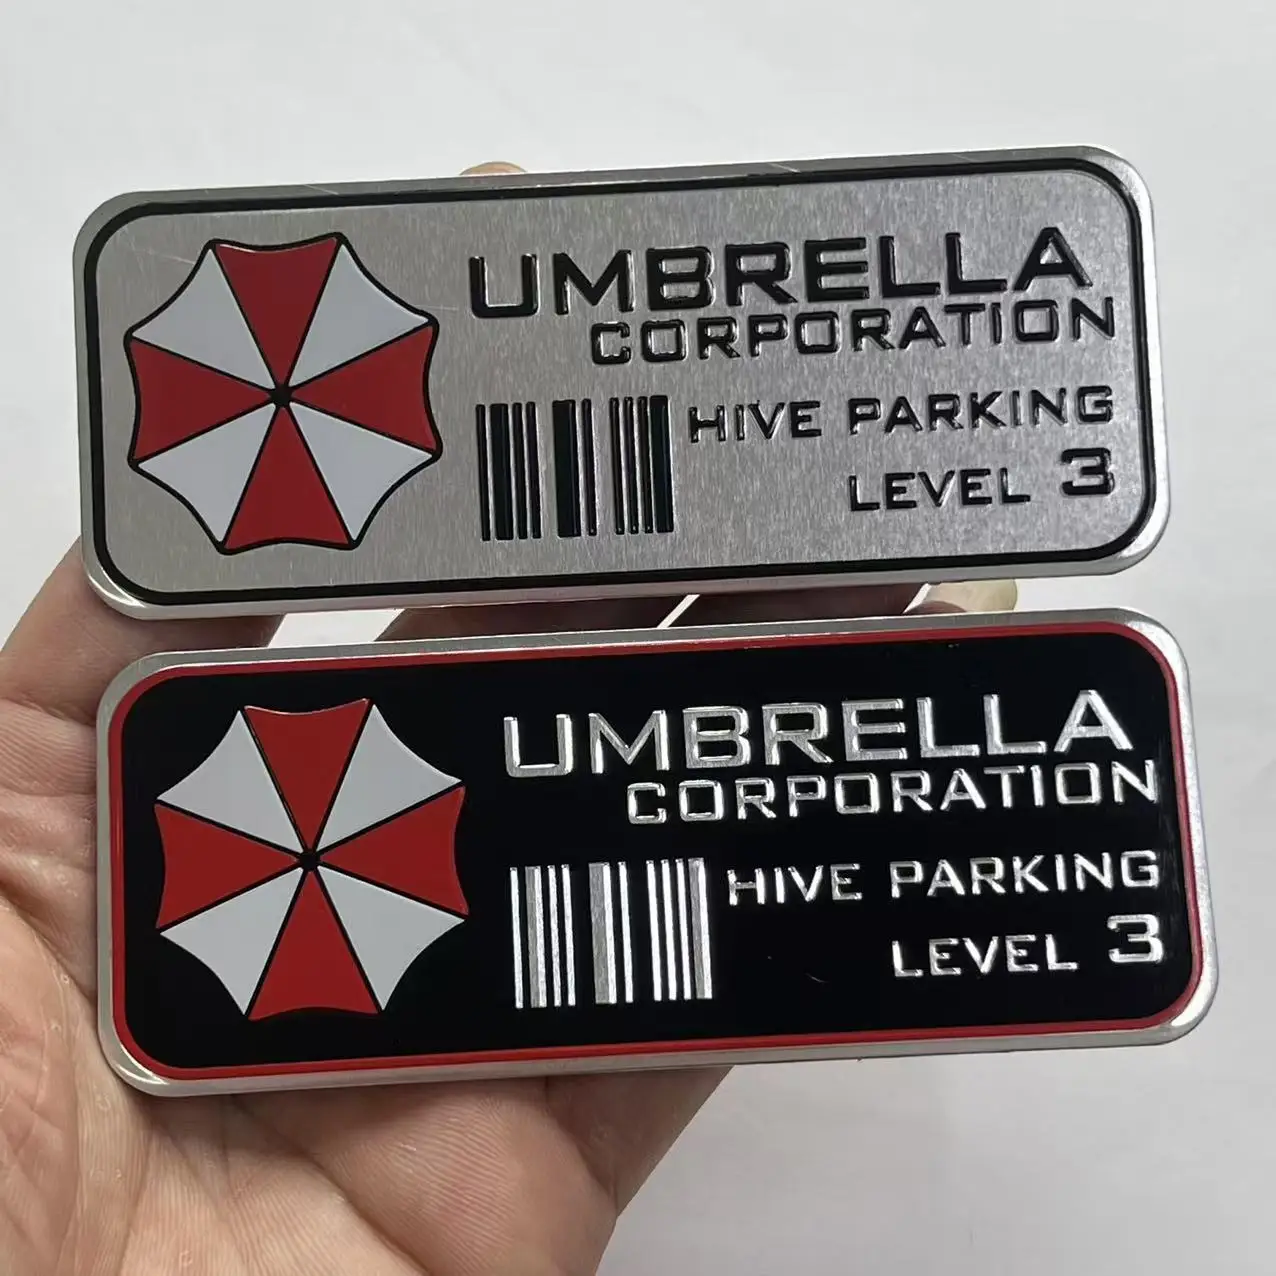 UMBRELLA
CORPORATION
HIVE PARKING
LEVEL 3
UMBRELLA
CORPORATION
HIVE PARKING
LEVEL 3